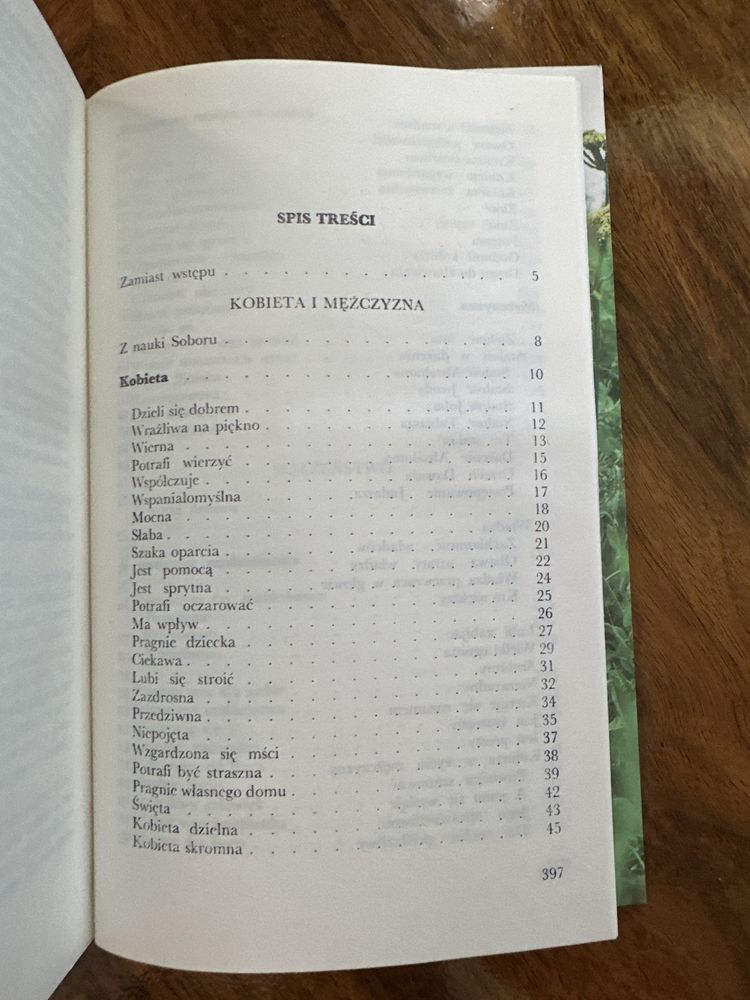 SPIS TREŚCI
Zamiast wstępu . . . . . . . . . . . 5
KOBIETA I MĘŻCZYZNA
Z nauki Soboru . . . . . . . . . . . 8
Kobieta . . . . . . . . . . . . 10
Dzieli się dobrem . . . . . . . . . . 11
Wrażliwa na piękno . . . . . . . . . 12
Wierna . . . . . . . . . . . . 13
Potrafi wierzyć . . . . . . . . . . 15
Współczuje . . . . . . . . . . . 16
Wspaniałomyślna . . . . . . . . . . 17
Mocna . . . . . . . . . . . . 18
Słaba . . . . . . . . . . . . . 20
Szuka oparcia . . . . . . . . . . . 21
Jest pomocą . . . . . . . . . . . 22
Jest sprytna . . . . . . . . . . . 24
Potrafi oczarować . . . . . . . . . . 25
Ma wpływ . . . . . . . . . . . 26
Pragnie dziecka . . . . . . . . . . 27
Ciekawa . . . . . . . . . . . . 29
Lubi się stroić . . . . . . . . . . 31
Zazdrosna . . . . . . . . . . . 32
Przedziwna . . . . . . . . . . . 34
Niepojęta . . . . . . . . . . . 35
Wzgardzona się mści . . . . . . . . 37
Potrafi być straszna . . . . . . . . . 38
Pragnie własnego domu . . . . . . . . 39
Święta . . . . . . . . . . . . 42
Kobieta dzielna . . . . . . . . . . 43
Kobieta skromna . . . . . . . . . . 45
397